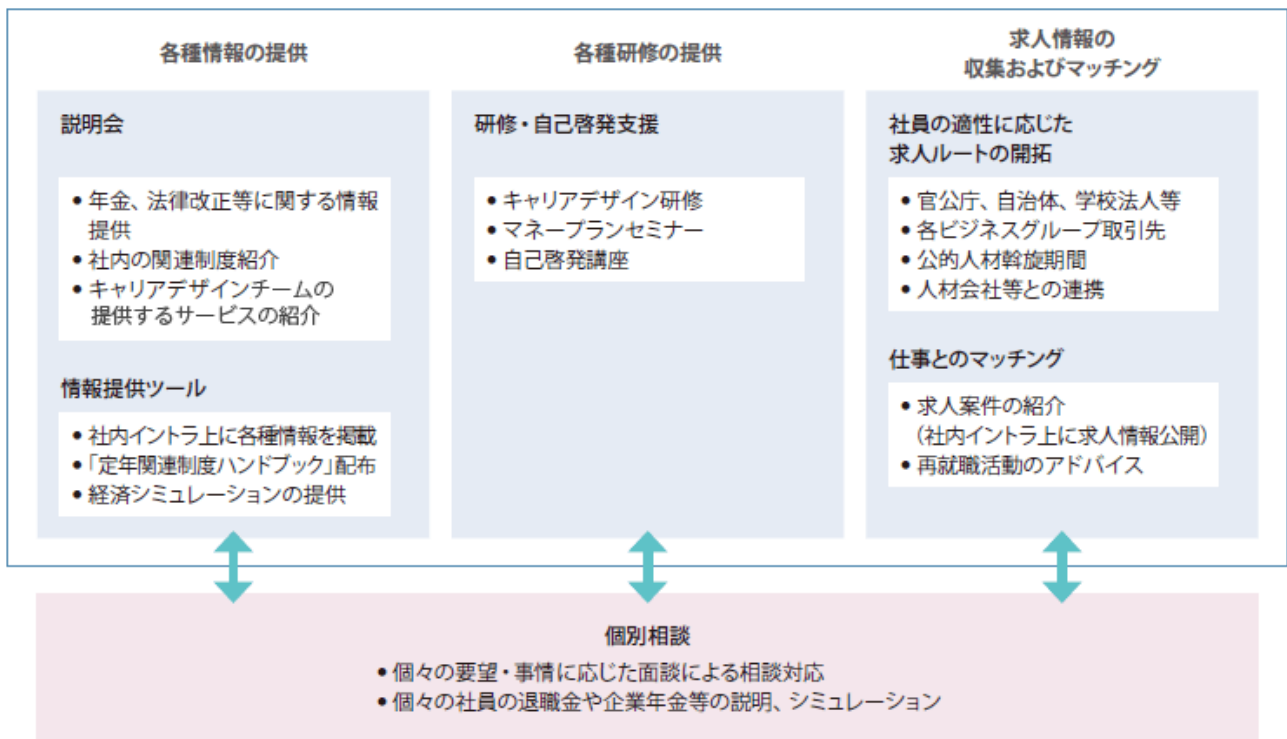 各種情報の提供
説明会
• 年金、法律改正等に関する情報
提供
• 社内の関連制度紹介
• キャリアデザインチームの
提供するサービスの紹介
情報提供ツール
• 社内イントラ上に各種情報を掲載
• 「定年関連制度ハンドブック」配布
• 経済シミュレーションの提供
各種研修の提供
研修・自己啓発支援
• キャリアデザイン研修
• マネープランセミナー
• 自己啓発講座
求人情報の
収集およびマッチング
社員の適性に応じた
求人ルートの開拓
• 官公庁、自治体、学校法人等
• 各ビジネスグループ取引先
• 公的人材斡旋期間
• 人材会社等との連携
仕事とのマッチング
• 求人案件の紹介
（社内イントラ上に求人情報公開）
• 再就職活動のアドバイス
個別相談
• 個々の要望・事情に応じた面談による相談対応
• 個々の社員の退職金や企業年金等の説明、シミュレーション